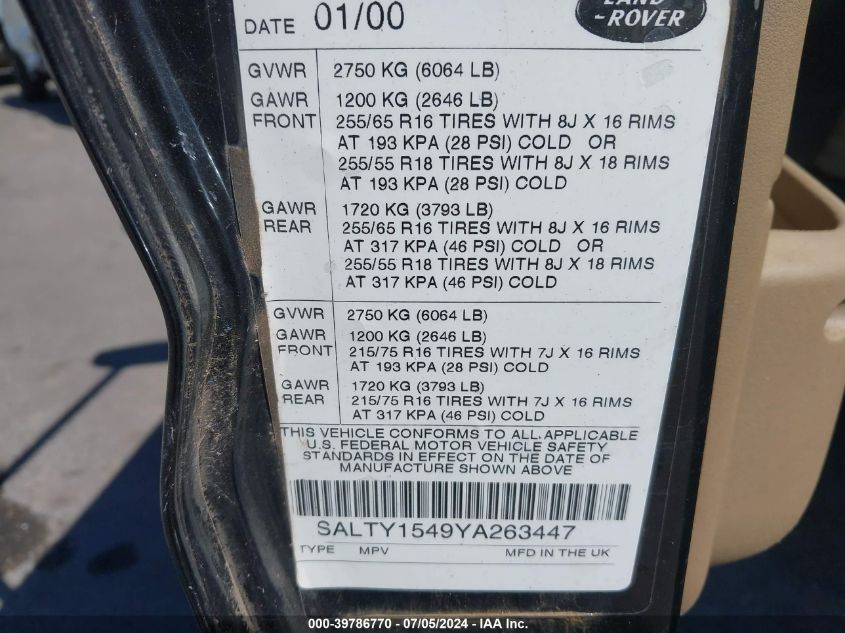 LAND
-ROVER
DATE 01/00
GVWR 2750 KG (6064 LB)
GAWR 1200 KG (2646 LB)
FRONT 255/65 R16 TIRES WITH 8J X 16 RIMS
AT 193 KPA (28 PSI) COLD OR
255/55 R18 TIRES WITH 8J X 18 RIMS
AT 193 KPA (28 PSI) COLD
GAWR 1720 KG (3793 LB)
REAR 255/65 R16 TIRES WITH 8J X 16 RIMS
AT 317 KPA (46 PSI) COLD OR
255/55 R18 TIRES WITH 8J X 18 RIMS
AT 317 KPA (46 PSI) COLD
GVWR 2750 KG (6064 LB)
GAWR 1200 KG (2646 LB)
FRONT 215/75 R16 TIRES WITH 7J X 16 RIMS
AT 193 KPA (28 PSI) COLD
GAWR 1720 KG (3793 LB)
REAR 215/75 R16 TIRES WITH 7J X 16 RIMS
AT 317 KPA (46 PSI) COLD
THIS VEHICLE CONFORMS TO ALL APPLICABLE
U.S. FEDERAL MOTOR VEHICLE SAFETY
STANDARDS IN EFFECT ON THE DATE OF
MANUFACTURE SHOWN ABOVE
SALTY1549YA263447
TYPE MPV MFD IN THE UK
000-39786770 - 07/05/2024 - IAA Inc.